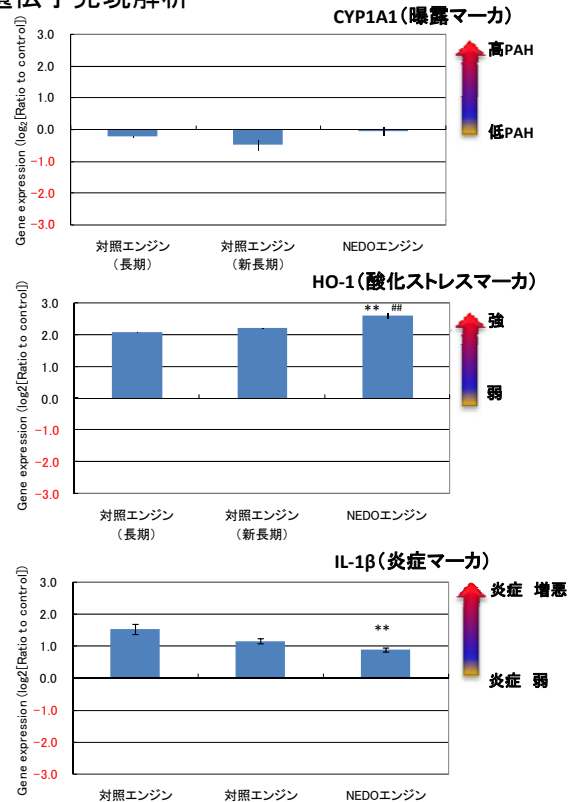 遺伝子発現解析
CYP1A1(曝露マーカ)
Gene expression (log2[Ratio to control])
3.0
2.0
1.0
0.0
-1.0
-2.0
-3.0
対照エンジン
(長期)
対照エンジン
(新長期)
NEDOエンジン
高PAH
低PAH
HO-1(酸化ストレスマーカ)
Gene expression (log2[Ratio to control])
3.0
2.0
1.0
0.0
-1.0
-2.0
-3.0
** ##
対照エンジン
(長期)
対照エンジン
(新長期)
NEDOエンジン
強
弱
IL-1β(炎症マーカ)
Gene expression (log2[Ratio to control])
3.0
2.0
1.0
0.0
-1.0
-2.0
-3.0
**
対照エンジン
対照エンジン
NEDOエンジン
炎症 増悪
炎症 弱